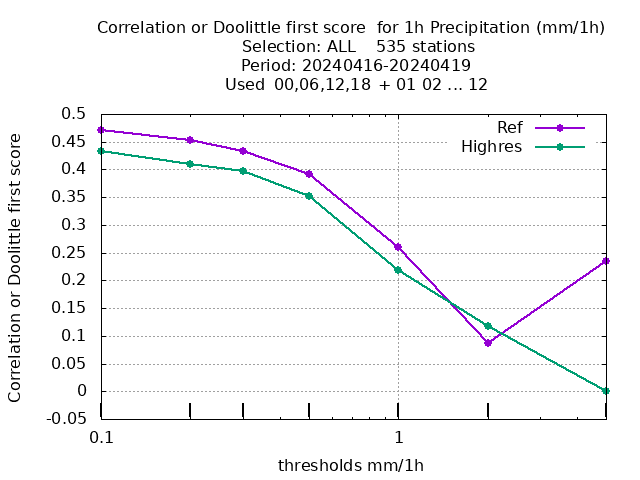 Correlation or Doolittle first score  for 1h Precipitation (mm/1h)
Selection: ALL    535 stations
Period: 20240416-20240419
Used  00,06,12,18 + 01 02 ... 12
Ref
Highres
Correlation or Doolittle first score
0.5
0.45
0.4
0.35
0.3
0.25
0.2
0.15
0.1
0.05
0
-0.05
0.1
1
thresholds mm/1h